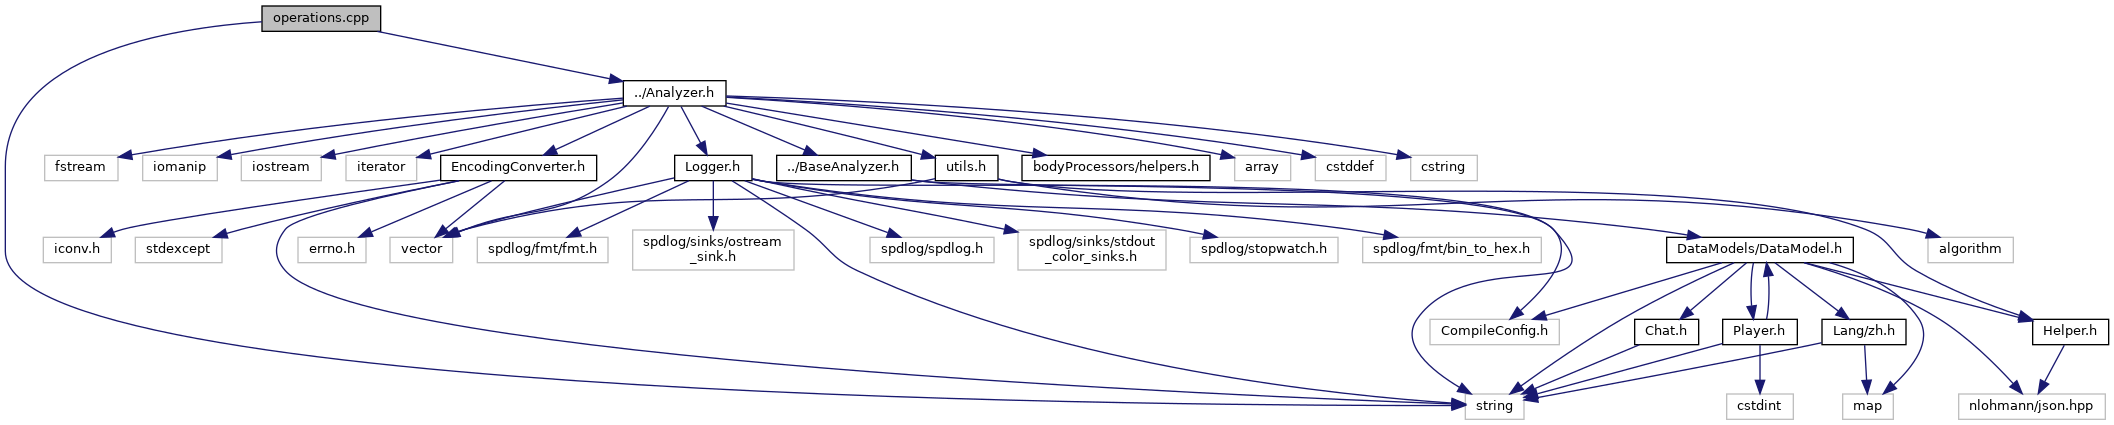 operations.cpp
../Analyzer.h
fstream
iomanip
iostream
iterator
EncodingConverter.h
Logger.h
../BaseAnalyzer.h
utils.h
bodyProcessors/helpers.h
array
cstddef
cstring
iconv.h
stdexcept
errno.h
vector
spdlog/fmt/fmt.h
spdlog/sinks/ostream
_sink.h
spdlog/spdlog.h
spdlog/sinks/stdout
_color_sinks.h
spdlog/stopwatch.h
spdlog/fmt/bin_to_hex.h
DataModels/DataModel.h
algorithm
CompileConfig.h
Chat.h
Player.h
Lang/zh.h
Helper.h
string
cstdint
map
nlohmann/json.hpp